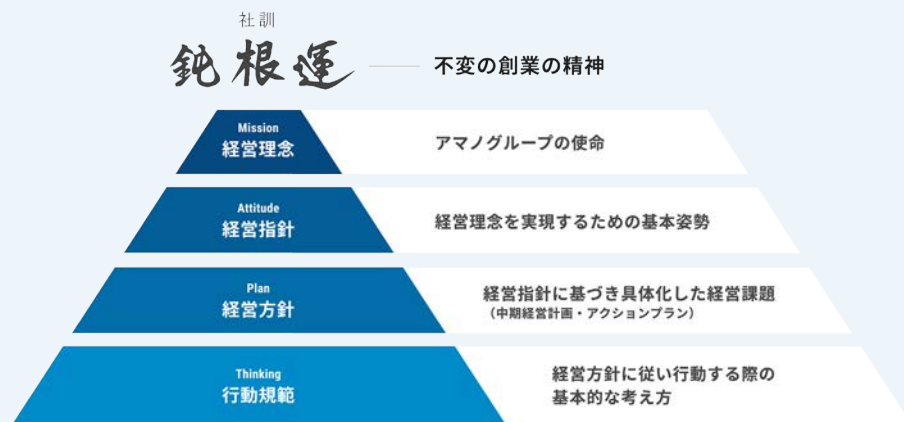 社訓
鈍根運
不変の創業の精神
Mission
経営理念
アマノグループの使命
Attitude
経営指針
経営理念を実現するための基本姿勢
Plan
経営方針
経営指針に基づき具体化した経営課題
（中期経営計画・アクションプラン）
Thinking
行動規範
経営方針に従い行動する際の
基本的な考え方